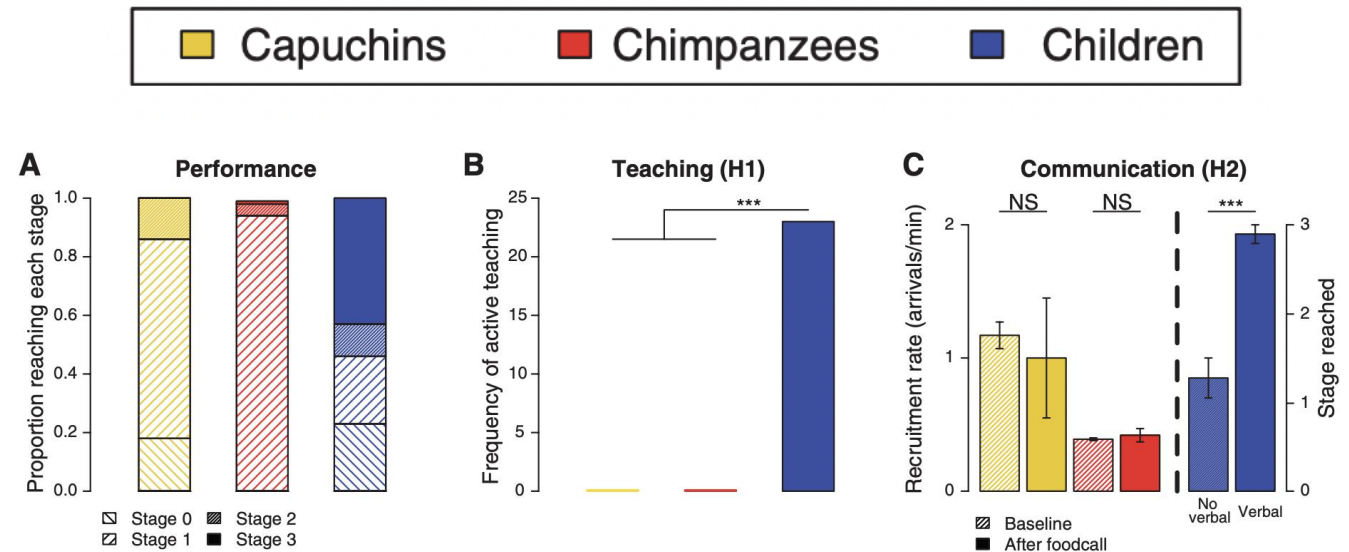 Capuchins Chimpanzees Children
A Performance
Proportion reaching each stage
1.0
0.8
0.6
0.4
0.2
0.0
Stage 0 Stage 2
Stage 1 Stage 3
B Teaching (H1)
Frequency of active teaching
25
20
15
10
5
0
***
C Communication (H2)
Recruitment rate (arrivals/min)
2
1
0
NS NS ***
3
2
1
0
Stage reached
No
verbal
Verbal
Baseline
After foodcall